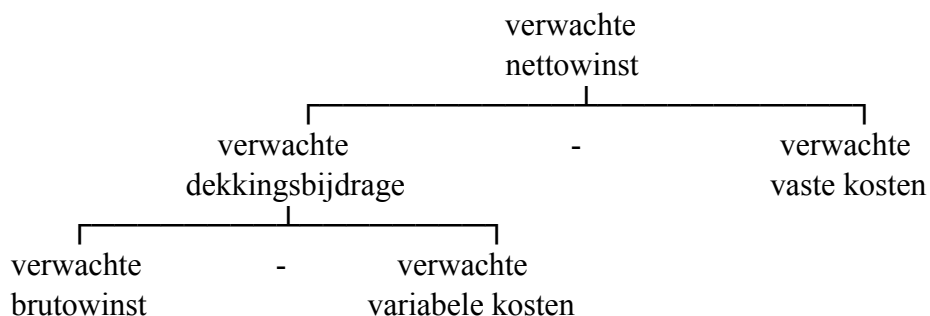 verwachte
nettowinst
verwachte - verwachte
dekkingsbijdrage vaste kosten
verwachte - verwachte
brutowinst variabele kosten